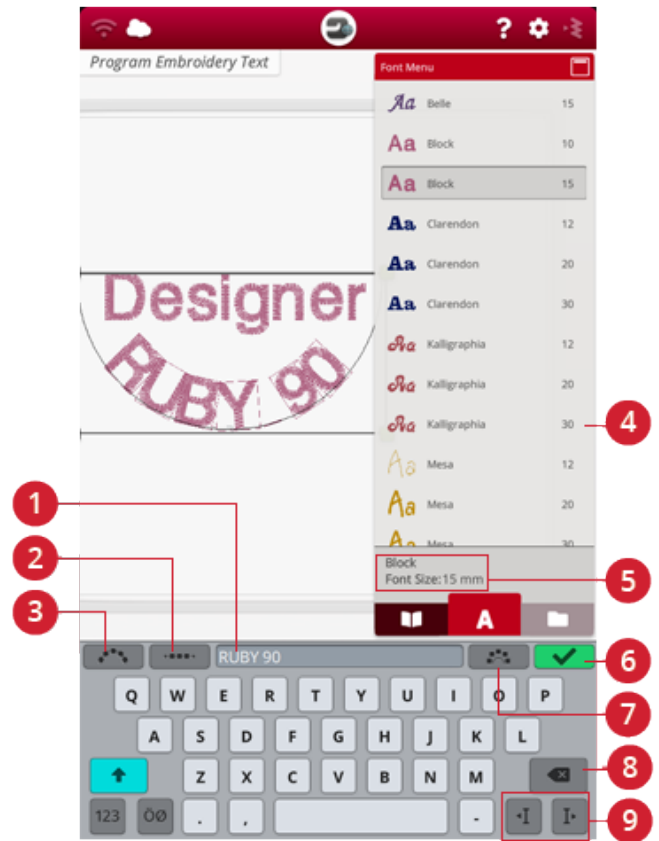 ?
Program Embroidery Text
Font Menu
Aa Belle 15
Aa Block 10
Aa Block 15
Aa Clarendon 12
Aa Clarendon 20
Aa Clarendon 30
Aa Kalligraphia 12
Aa Kalligraphia 20
Aa Kalligraphia 30
Aa Mesa 12
Aa Mesa 20
Aa Mesa 30
Designer
RUBY 90
4
1
2
3
Block
Font Size: 15 mm
5
A
RUBY 90
6
Q W E R T Y U I O P
7
A S D F G H J K L
Z X C V B N M
8
123 ÖØ . , -
9